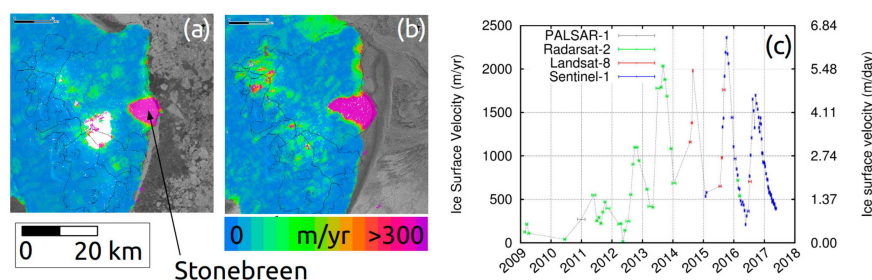 (a)
(b)
0 m/yr >300
0 20 km
Stonebreen
(c)
PALSAR-1
Radarsat-2
Landsat-8
Sentinel-1
Ice Surface Velocity (m/yr)
2500
2000
1500
1000
500
0
6.84
5.48
4.11
2.74
1.37
0.00
Ice surface velocity (m/day)
2009
2010
2011
2012
2013
2014
2015
2016
2017
2018